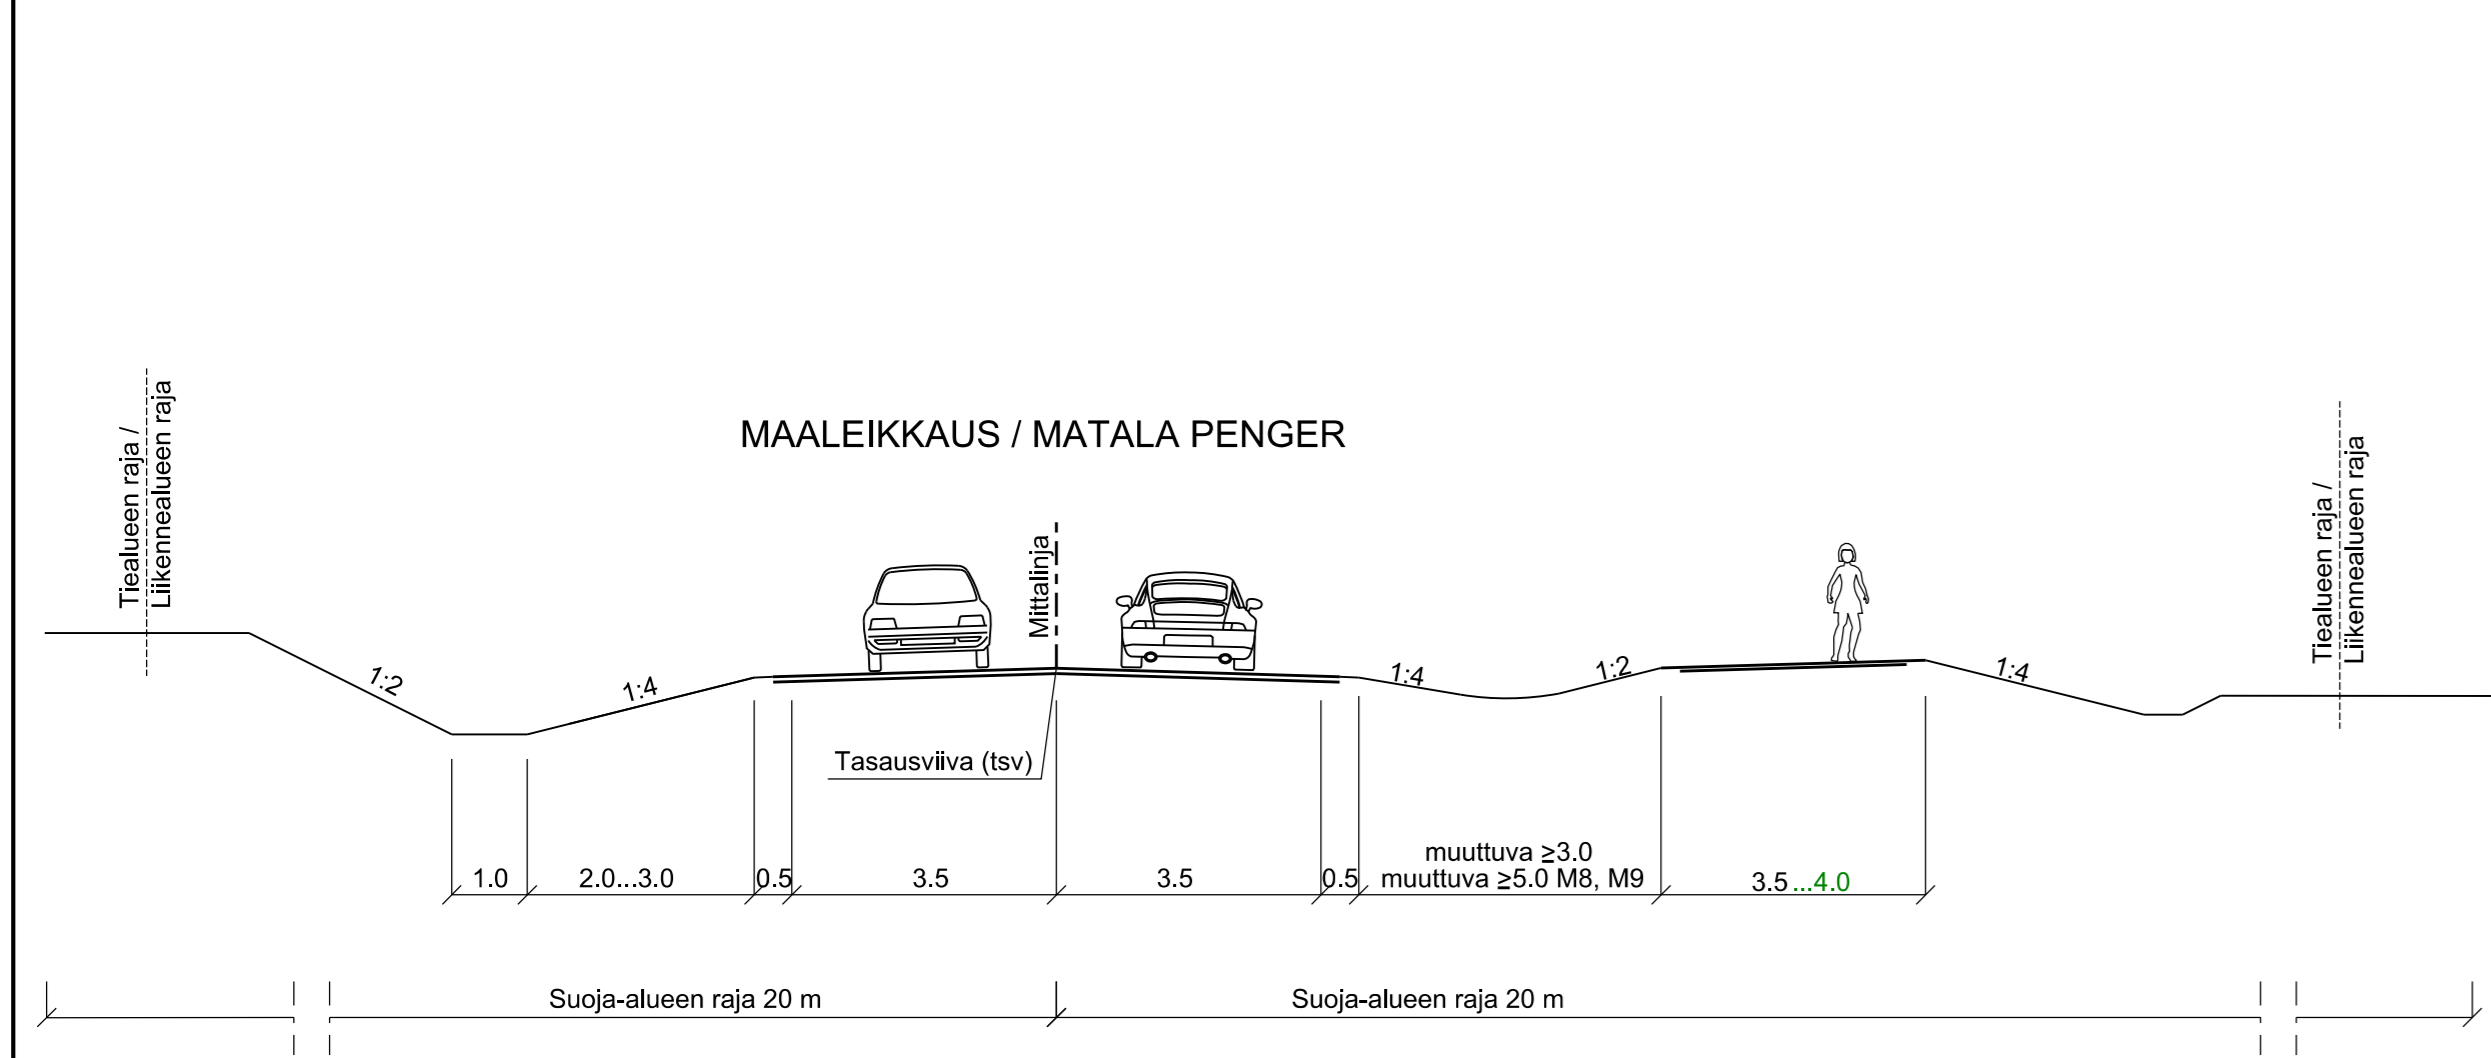 MAALEIKKAUS / MATALA PENGER
Tiealueen raja /
Liikennealueen raja
Mittalinja
Tiealueen raja /
Liikennealueen raja
1:2
1:4
1:4
1:2
1:4
Tasausviiva (tsv)
muuttuva ≥3.0
1.0 2.0...3.0 0.5 3.5 3.5 0.5 muuttuva ≥5.0 M8, M9 3.5 ...4.0
Suoja-alueen raja 20 m Suoja-alueen raja 20 m